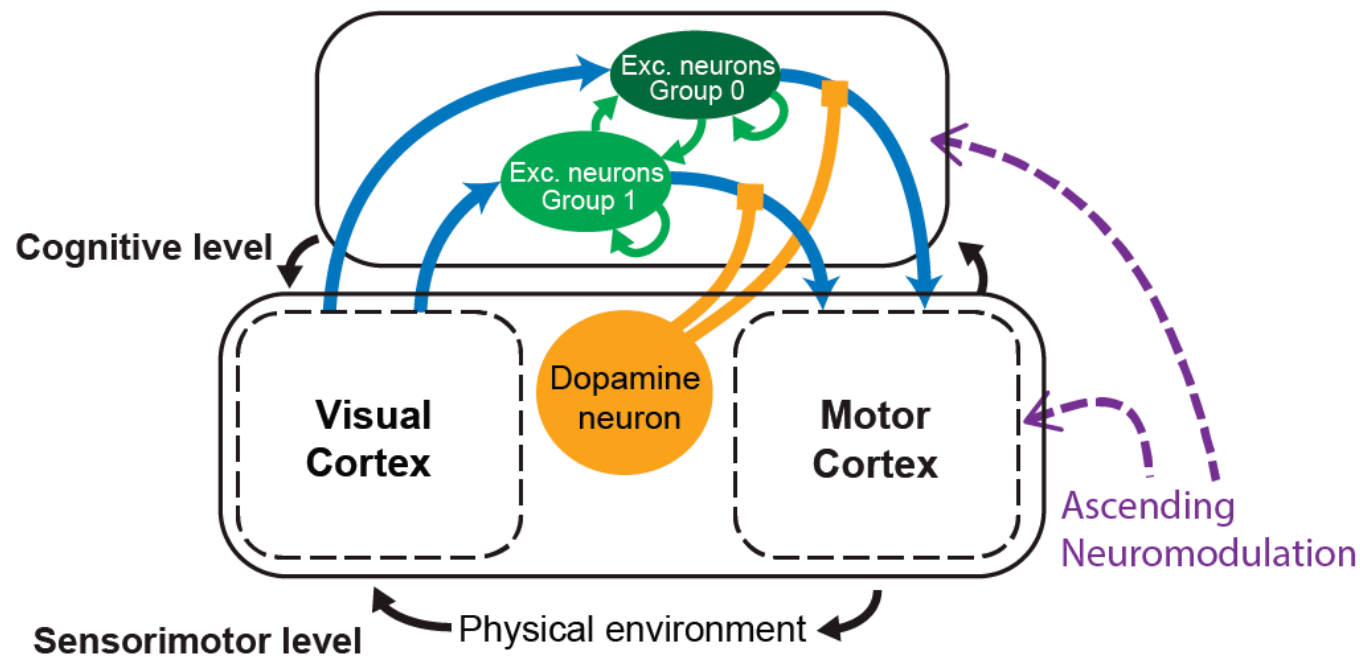 Exc. neurons
Group 0
Exc. neurons
Group 1
Cognitive level
Dopamine
neuron
Visual
Cortex
Motor
Cortex
Ascending
Neuromodulation
Physical environment
Sensorimotor level